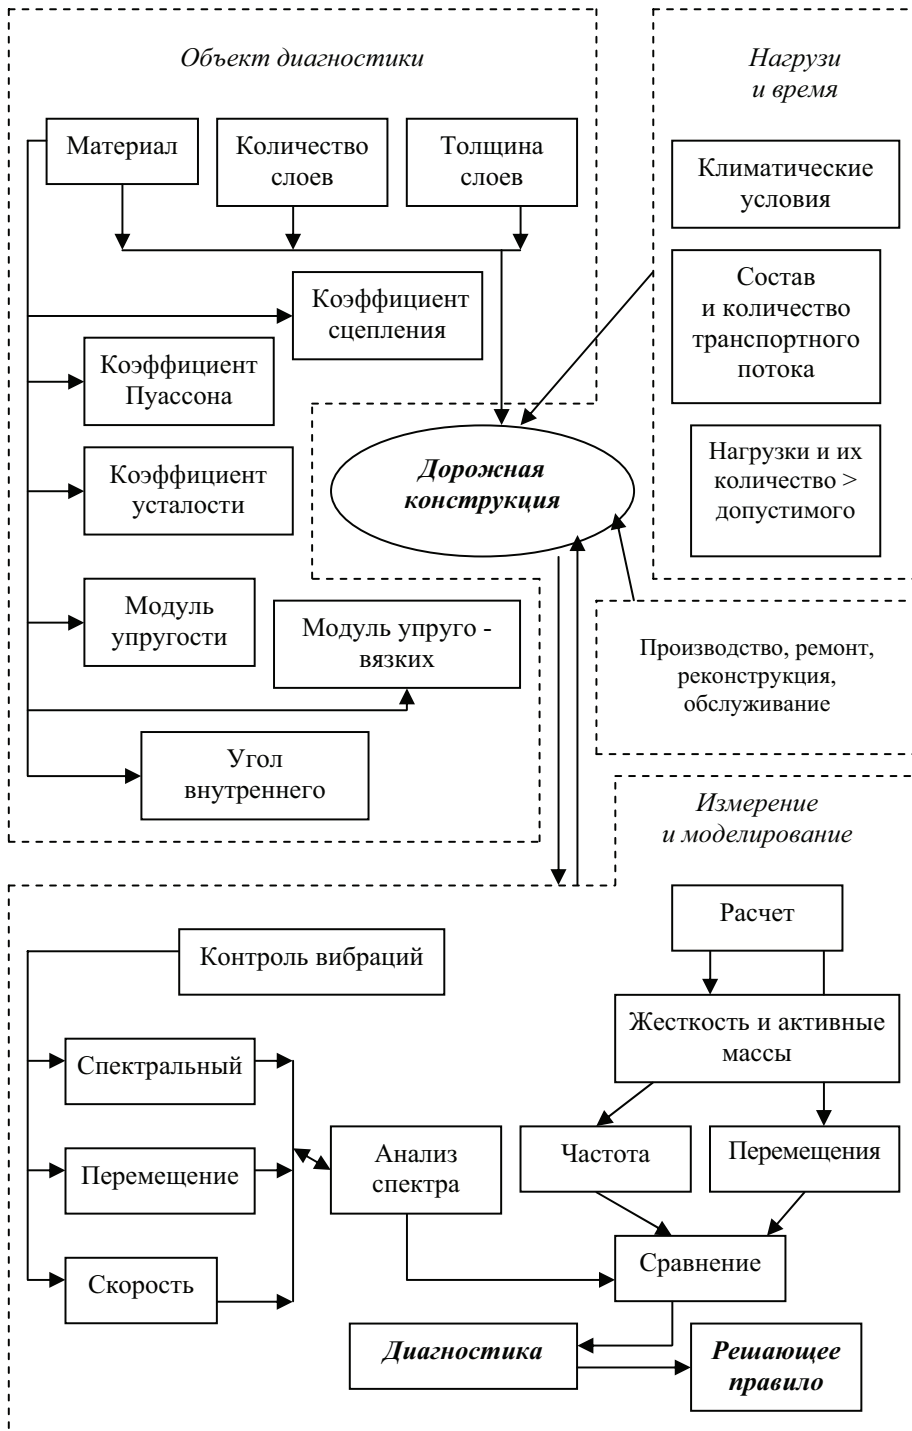 Объект диагностики
Нагрузи
и время
Материал
Количество
слоев
Толщина
слоев
Климатические
условия
Состав
и количество
транспортного
потока
Коэффициент
сцепления
Коэффициент
Пуассона
Нагрузки и их
количество >
допустимого
Дорожная
конструкция
Коэффициент
усталости
Модуль
упругости
Модуль упруго -
вязких
Производство, ремонт,
реконструкция,
обслуживание
Угол
внутреннего
Измерение
и моделирование
Расчет
Контроль вибраций
Жесткость и активные
массы
Спектральный
Перемещение
Скорость
Анализ
спектра
Частота
Перемещения
Сравнение
Диагностика
Решающее
правило